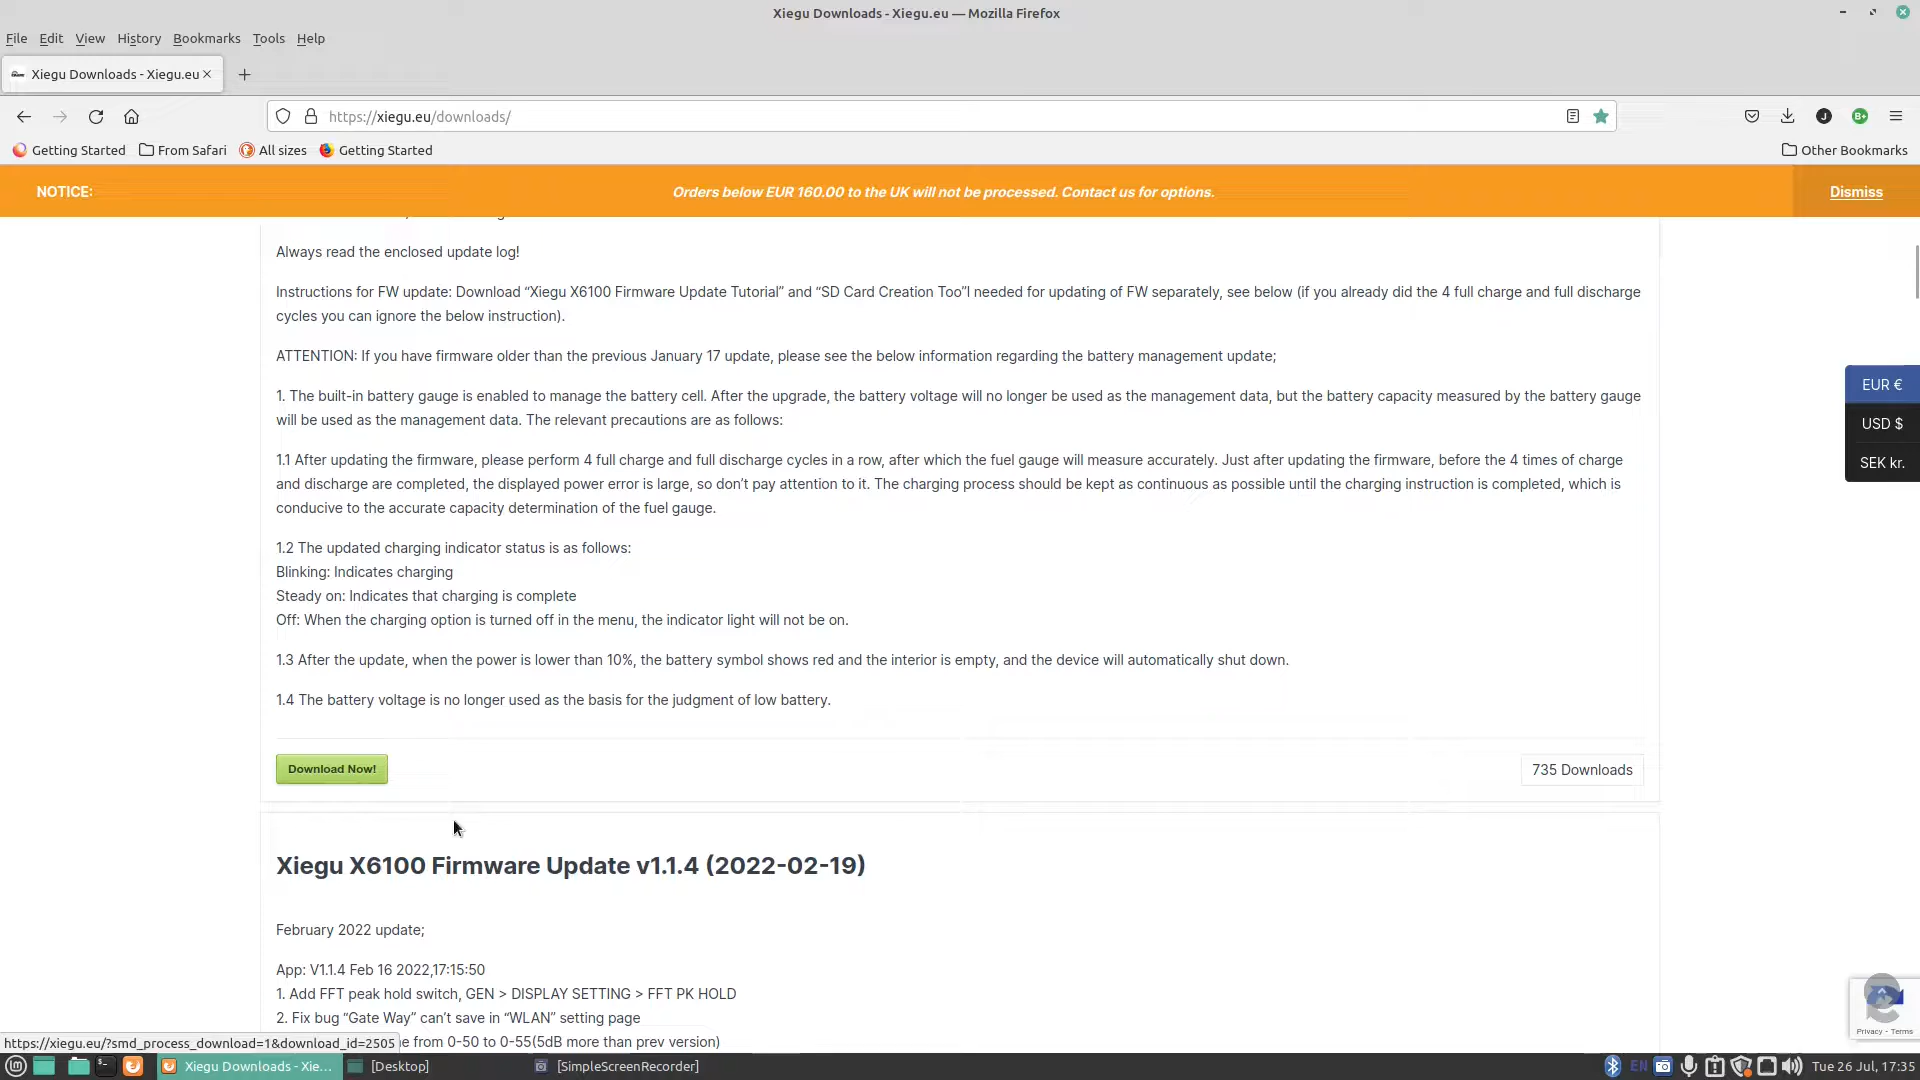 Xiegu Downloads - Xiegu.eu — Mozilla Firefox
File Edit View History Bookmarks Tools Help
Xiegu Downloads - Xiegu.eu
https://xiegu.eu/downloads/
Getting Started From Safari All sizes Getting Started Other Bookmarks
NOTICE: Orders below EUR 160.00 to the UK will not be processed. Contact us for options. Dismiss
Always read the enclosed update log!
Instructions for FW update: Download “Xiegu X6100 Firmware Update Tutorial” and “SD Card Creation Too”l needed for updating of FW separately, see below (if you already did the 4 full charge and full discharge
cycles you can ignore the below instruction).
ATTENTION: If you have firmware older than the previous January 17 update, please see the below information regarding the battery management update;
1. The built-in battery gauge is enabled to manage the battery cell. After the upgrade, the battery voltage will no longer be used as the management data, but the battery capacity measured by the battery gauge
will be used as the management data. The relevant precautions are as follows:
1.1 After updating the firmware, please perform 4 full charge and full discharge cycles in a row, after which the fuel gauge will measure accurately. Just after updating the firmware, before the 4 times of charge
and discharge are completed, the displayed power error is large, so don’t pay attention to it. The charging process should be kept as continuous as possible until the charging instruction is completed, which is
conducive to the accurate capacity determination of the fuel gauge.
1.2 The updated charging indicator status is as follows:
Blinking: Indicates charging
Steady on: Indicates that charging is complete
Off: When the charging option is turned off in the menu, the indicator light will not be on.
1.3 After the update, when the power is lower than 10%, the battery symbol shows red and the interior is empty, and the device will automatically shut down.
1.4 The battery voltage is no longer used as the basis for the judgment of low battery.
Download Now! 735 Downloads
EUR €
USD $
SEK kr.
Xiegu X6100 Firmware Update v1.1.4 (2022-02-19)
February 2022 update;
App: V1.1.4 Feb 16 2022,17:15:50
1. Add FFT peak hold switch, GEN > DISPLAY SETTING > FFT PK HOLD
2. Fix bug “Gate Way” can’t save in “WLAN” setting page
e from 0-50 to 0-55(5dB more than prev version)
Privacy - Terms
https://xiegu.eu/?smd_process_download=1&download_id=2505
Xiegu Downloads - Xie... [Desktop] [SimpleScreenRecorder] EN Tue 26 Jul, 17:35